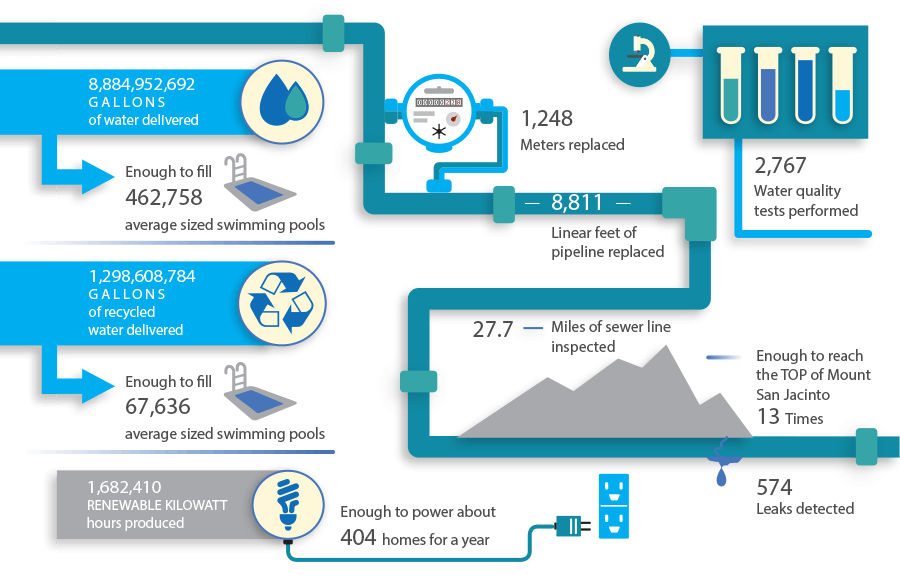 8,884,952,692
GALLONS
of water delivered
Enough to fill
462,758
average sized swimming pools
1,298,608,784
GALLONS
of recycled
water delivered
Enough to fill
67,636
average sized swimming pools
1,682,410
RENEWABLE KILOWATT
hours produced
Enough to power about
404 homes for a year
1,248
Meters replaced
— 8,811 —
Linear feet of
pipeline replaced
2,767
Water quality
tests performed
27.7 — Miles of sewer line
inspected
Enough to reach
the TOP of Mount
San Jacinto
13 Times
574
Leaks detected